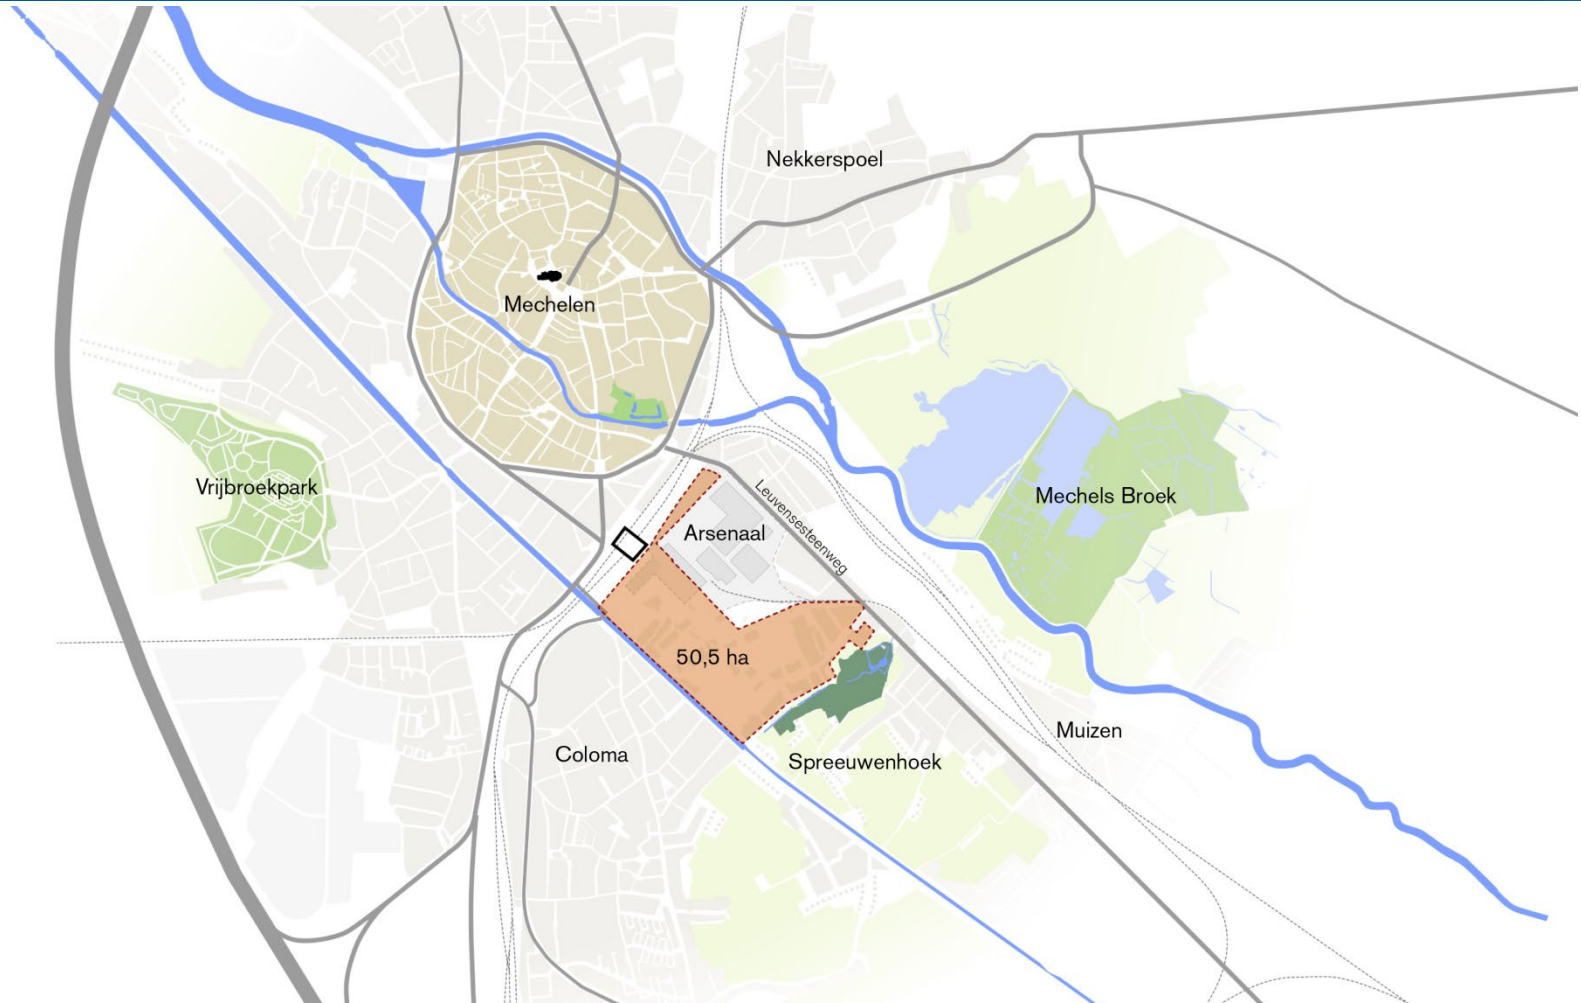 Nekkerspoel
Mechelen
Vrijbroekpark
Mechels Broek
Leuvensesteenweg
Arsenaal
50,5 ha
Muizen
Coloma
Spreeuwenhoek